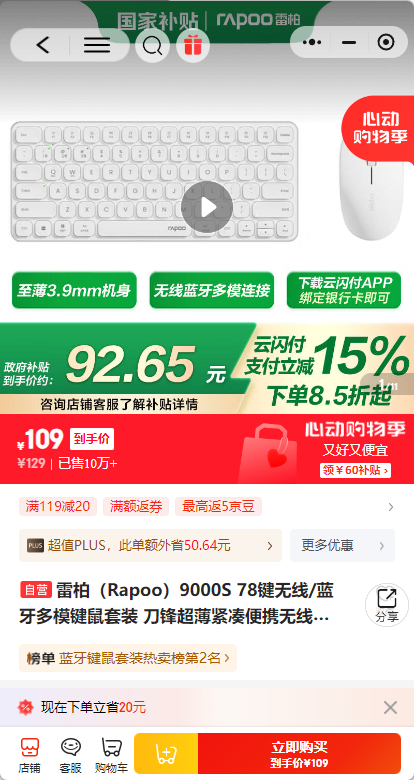 国家补贴 | rapoo 雷柏
心动
购物季
rapoo
至薄3.9mm机身
无线蓝牙多模连接
下载云闪付APP
绑定银行卡即可
政府补贴
到手价约:
92.65 元
云闪付
支付立减
15%
下单8.5折起
咨询店铺客服了解补贴详情
¥109 到手价
¥129 | 已售10万+
心动购物季
又好又便宜
领¥60补贴 >
满119减20
满额返券
最高返5京豆
PLUS 超值PLUS，此单额外省50.64元
更多优惠
自营 雷柏（Rapoo）9000S 78键无线/蓝
牙多模键鼠套装 刀锋超薄紧凑便携无线...
分享
榜单 蓝牙键鼠套装热卖榜第2名
现在下单立省20元
店铺
客服
购物车
立即购买
到手价¥109